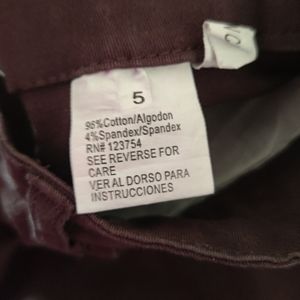 5
96%Cotton/Algodon
4%Spandex/Spandex
RN# 123754
SEE REVERSE FOR
CARE
VER AL DORSO PARA
INSTRUCCIONES